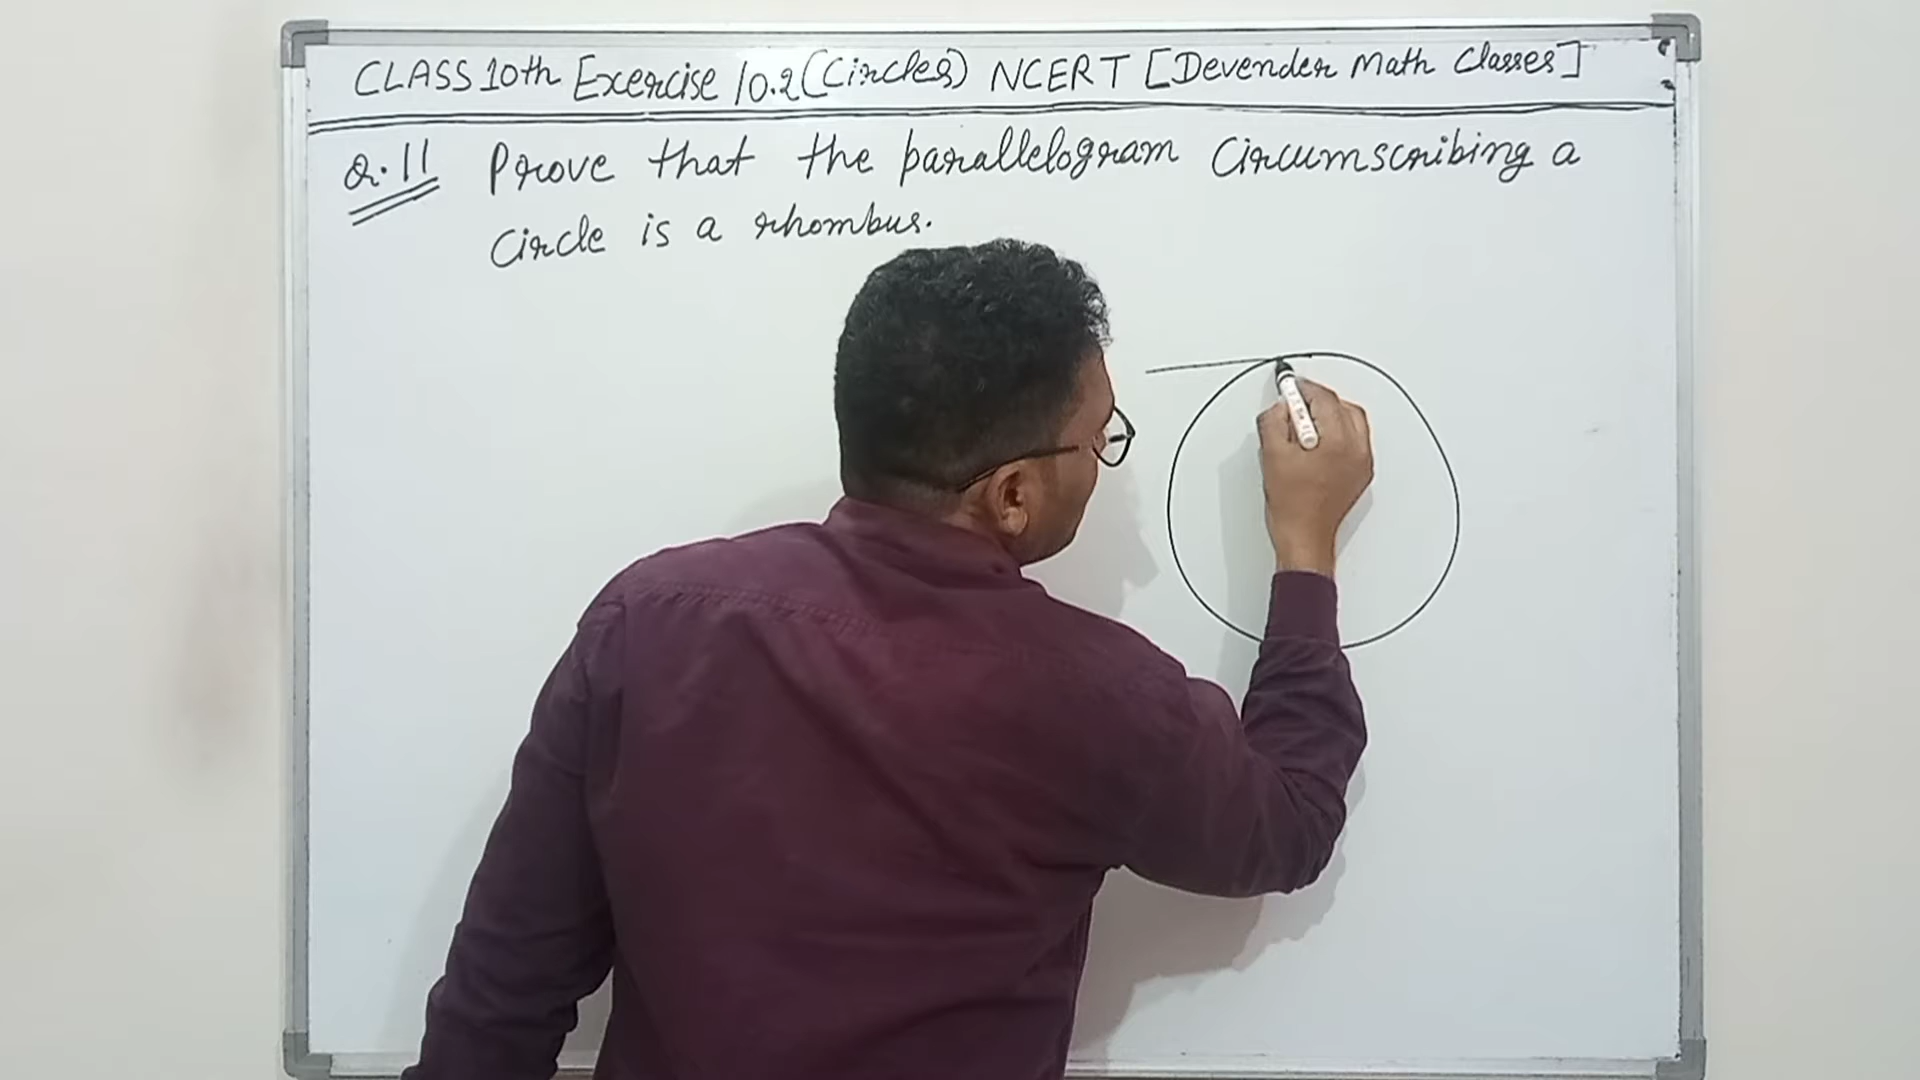 CLASS 10th Exercise 10.2 (Circles) NCERT [Devender Math Classes]
Q.11 Prove that the parallelogram Circumscribing a
Circle is a rhombus.